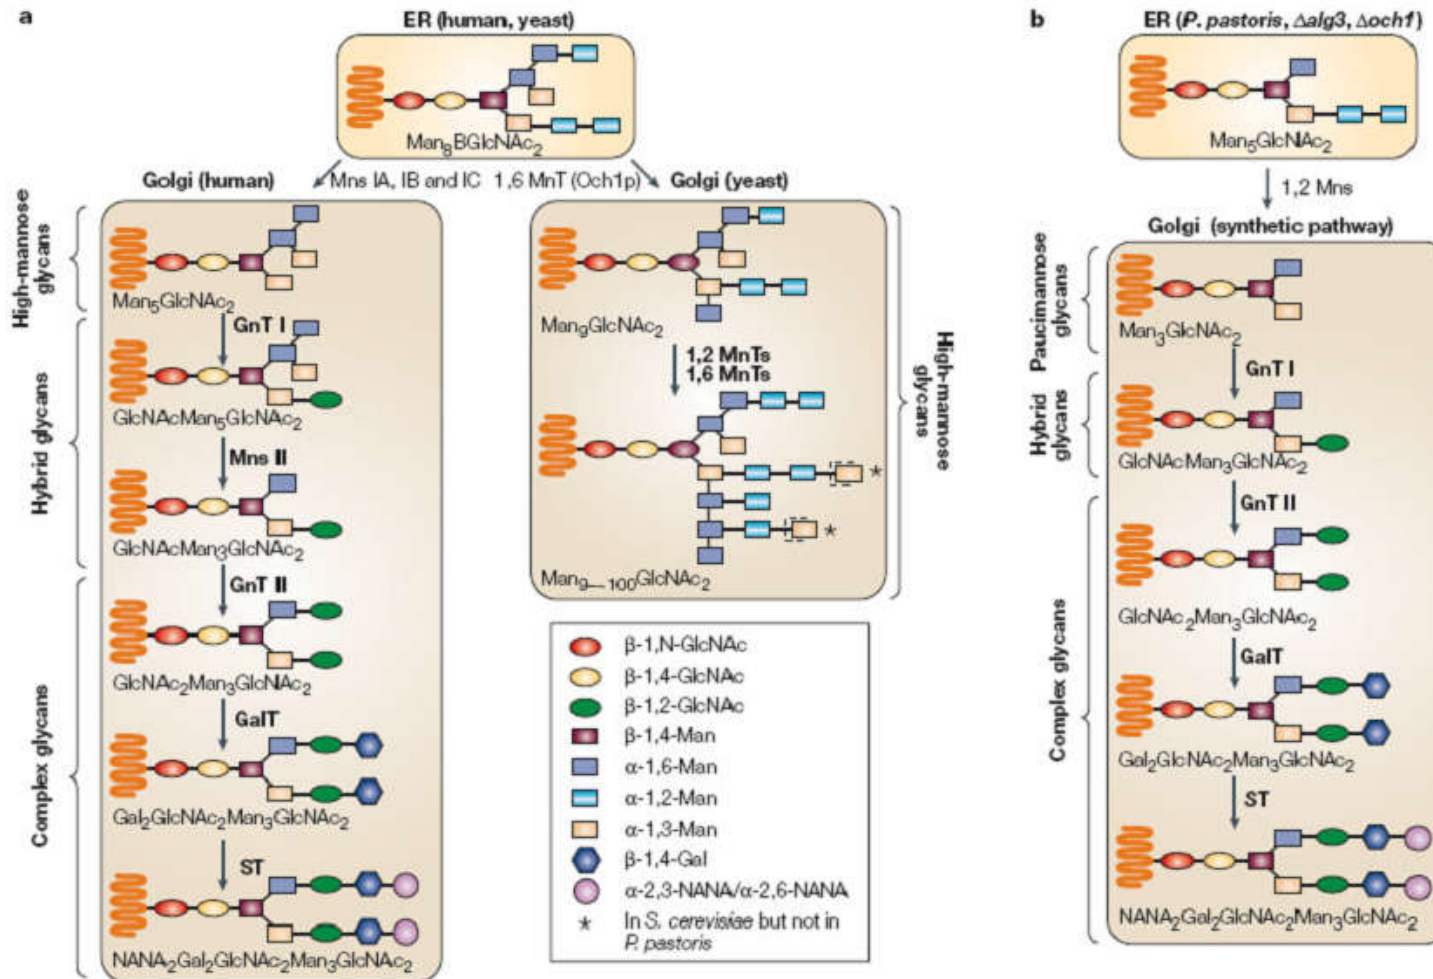 a
ER (human, yeast)
Man₈BGlcNAc₂
Golgi (human)
Mns IA, IB and IC
1,6 MnT (Och1p)
Golgi (yeast)
High-mannose
glycans
Man₅GlcNAc₂
GnT I
Hybrid glycans
GlcNAcMan₅GlcNAc₂
Mns II
GlcNAcMan₃GlcNAc₂
GnT II
Complex glycans
GlcNAc₂Man₃GlcNAc₂
GalT
Gal₂GlcNAc₂Man₃GlcNAc₂
ST
NANA₂Gal₂GlcNAc₂Man₃GlcNAc₂
Man₉GlcNAc₂
1,2 MnTs
1,6 MnTs
*
*
Man₉—₁₀₀GlcNAc₂
High-mannose
glycans
β-1,N-GlcNAc
β-1,4-GlcNAc
β-1,2-GlcNAc
β-1,4-Man
α-1,6-Man
α-1,2-Man
α-1,3-Man
β-1,4-Gal
α-2,3-NANA/α-2,6-NANA
* In S. cerevisiae but not in
P. pastoris
b
ER (P. pastoris, Δalg3, Δoch1)
Man₅GlcNAc₂
1,2 Mns
Golgi (synthetic pathway)
Paucimannose
glycans
Man₃GlcNAc₂
GnT I
Hybrid
glycans
GlcNAcMan₃GlcNAc₂
GnT II
Complex glycans
GlcNAc₂Man₃GlcNAc₂
GalT
Gal₂GlcNAc₂Man₃GlcNAc₂
ST
NANA₂Gal₂GlcNAc₂Man₃GlcNAc₂